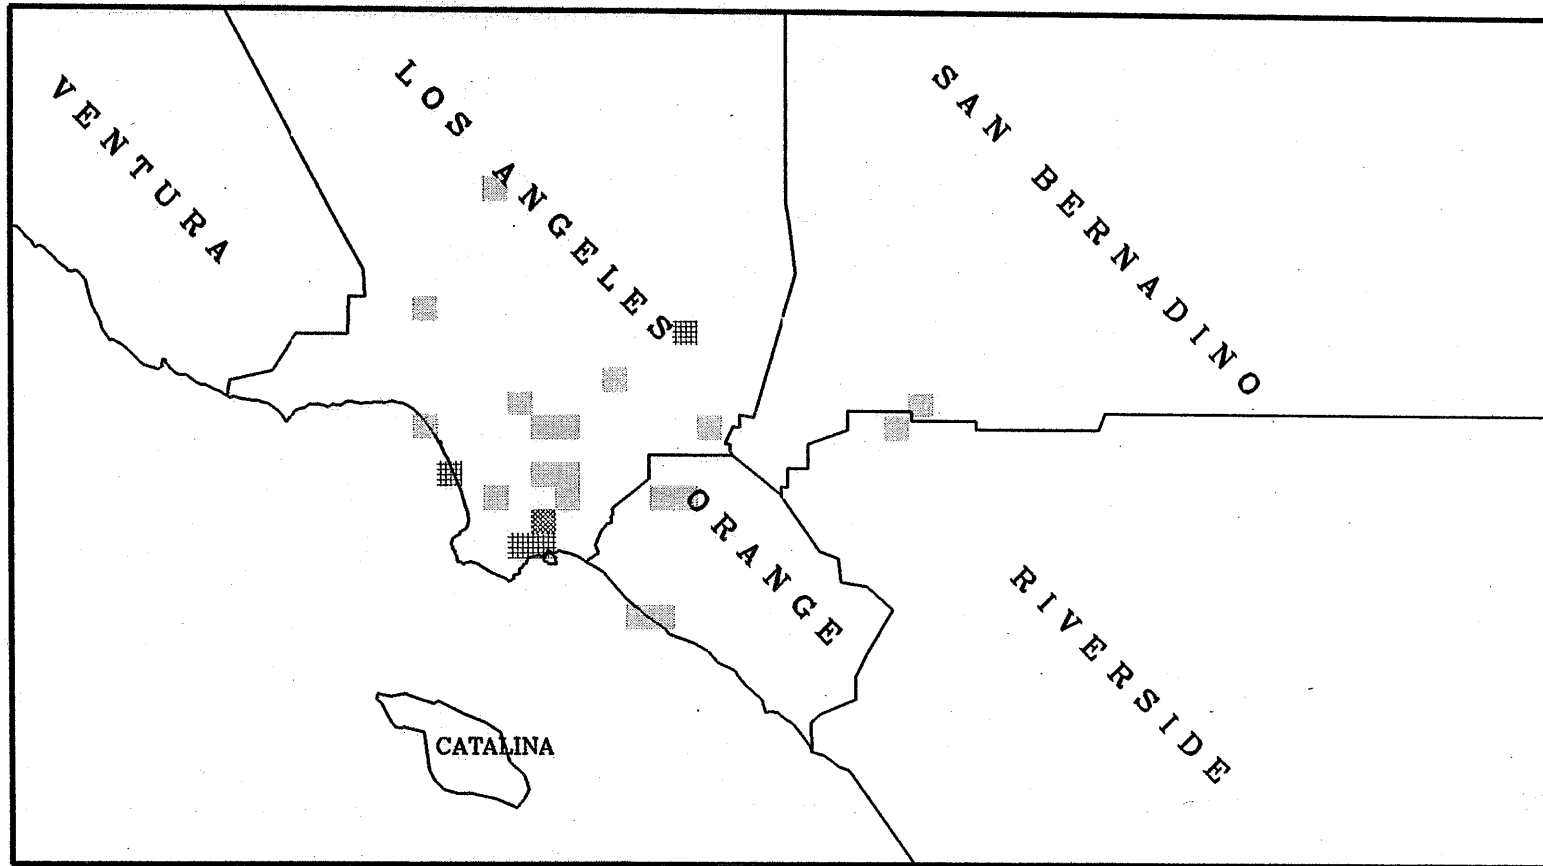 VENTURA
LOS ANGELES
SAN BERNADINO
ORANGE
RIVERSIDE
CATALINA